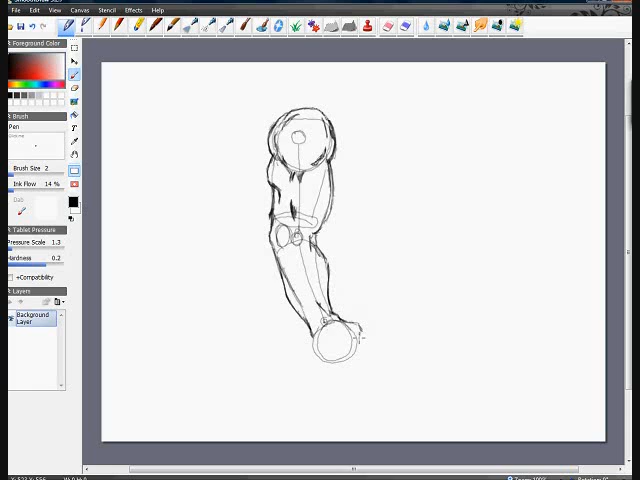 File Edit View Canvas Stencil Effects Help
Foreground Color
Brush
Pen
Brush Size 2
Ink Flow 14 %
Dab
Tablet Pressure
Pressure Scale 1.3
Hardness 0.2
+Compatibility
Layers
Background
Layer